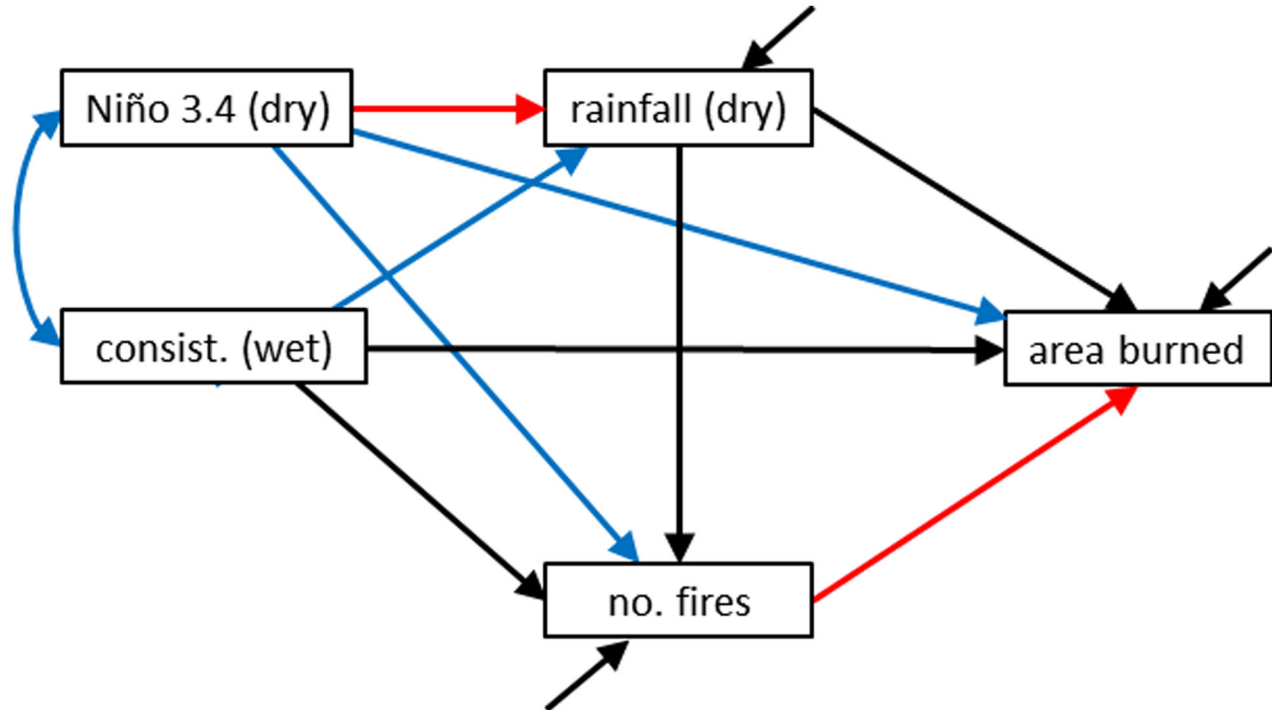 Niño 3.4 (dry)
rainfall (dry)
consist. (wet)
area burned
no. fires